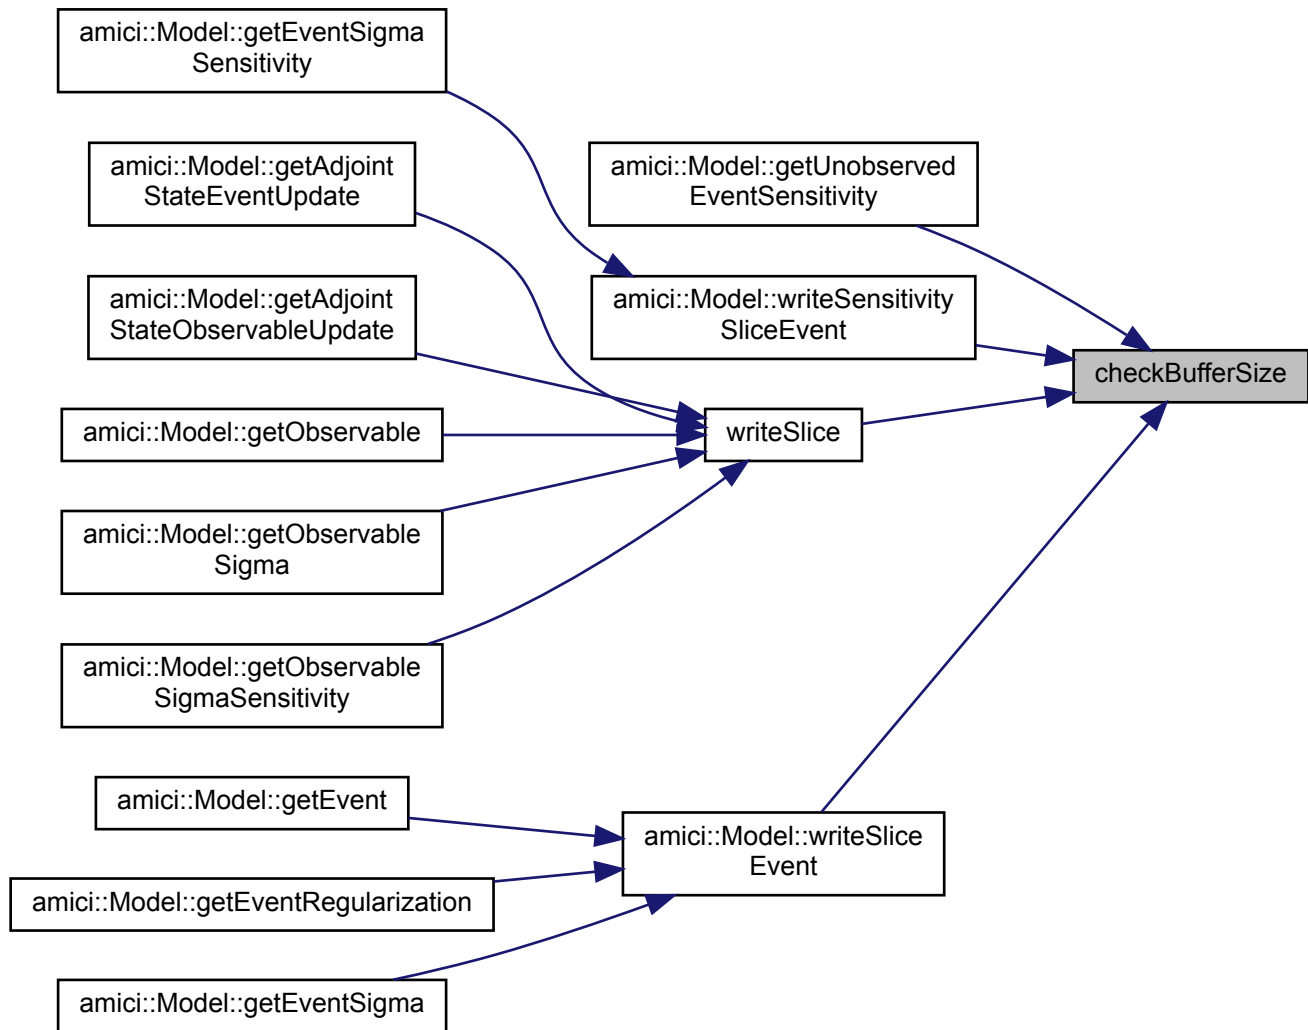 amici::Model::getEventSigma
Sensitivity
amici::Model::getAdjoint
StateEventUpdate
amici::Model::getUnobserved
EventSensitivity
amici::Model::getAdjoint
StateObservableUpdate
amici::Model::writeSensitivity
SliceEvent
checkBufferSize
amici::Model::getObservable
writeSlice
amici::Model::getObservable
Sigma
amici::Model::getObservable
SigmaSensitivity
amici::Model::getEvent
amici::Model::writeSlice
Event
amici::Model::getEventRegularization
amici::Model::getEventSigma